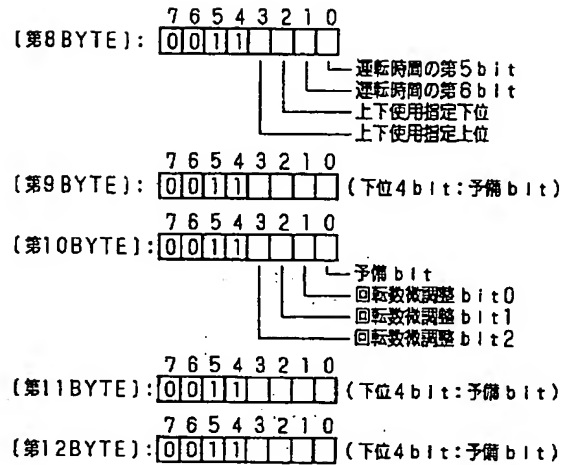 7 6 5 4 3 2 1 0
〔第8BYTE〕: 0 0 1 1
運転時間の第5bit
運転時間の第6bit
上下使用指定下位
上下使用指定上位
7 6 5 4 3 2 1 0
〔第9BYTE〕: 0 0 1 1 (下位4bit:予備bit)
7 6 5 4 3 2 1 0
〔第10BYTE〕: 0 0 1 1
予備bit
回転数微調整bit0
回転数微調整bit1
回転数微調整bit2
7 6 5 4 3 2 1 0
〔第11BYTE〕: 0 0 1 1 (下位4bit:予備bit)
7 6 5 4 3 2 1 0
〔第12BYTE〕: 0 0 1 1 (下位4bit:予備bit)